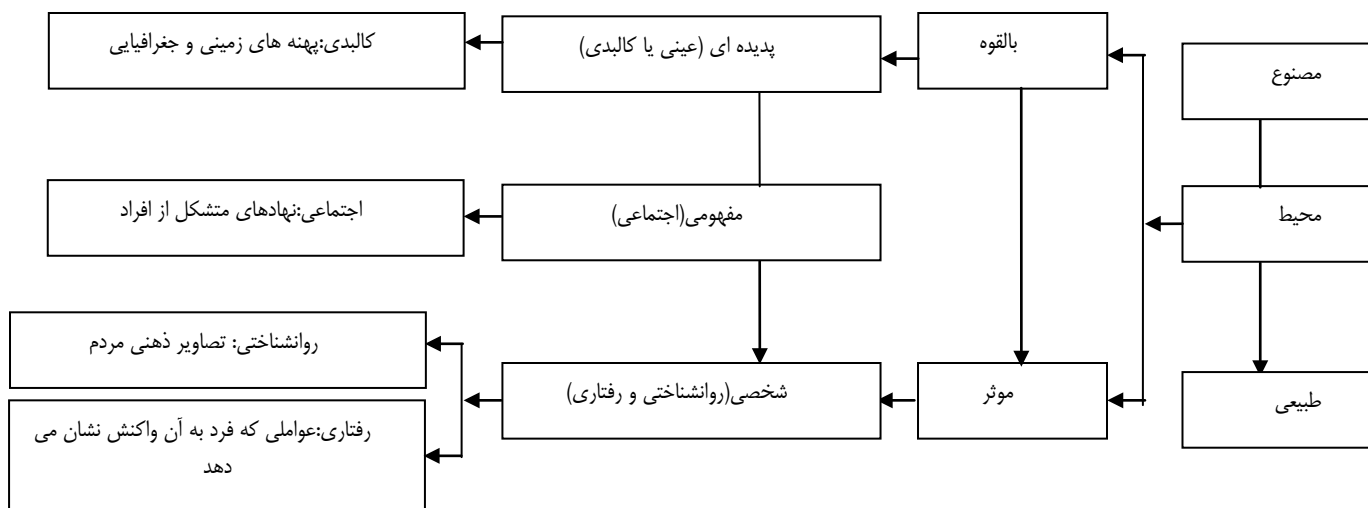 مصنوع
محیط
طبیعی
بالقوه
موثر
پدیده ای (عینی یا کالبدی)
مفهومی(اجتماعی)
شخصی(روانشناختی و رفتاری)
کالبدی:پهنه های زمینی و جغرافیایی
اجتماعی:نهادهای متشکل از افراد
روانشناختی: تصاویر ذهنی مردم
رفتاری:عواملی که فرد به آن واکنش نشان می
دهد